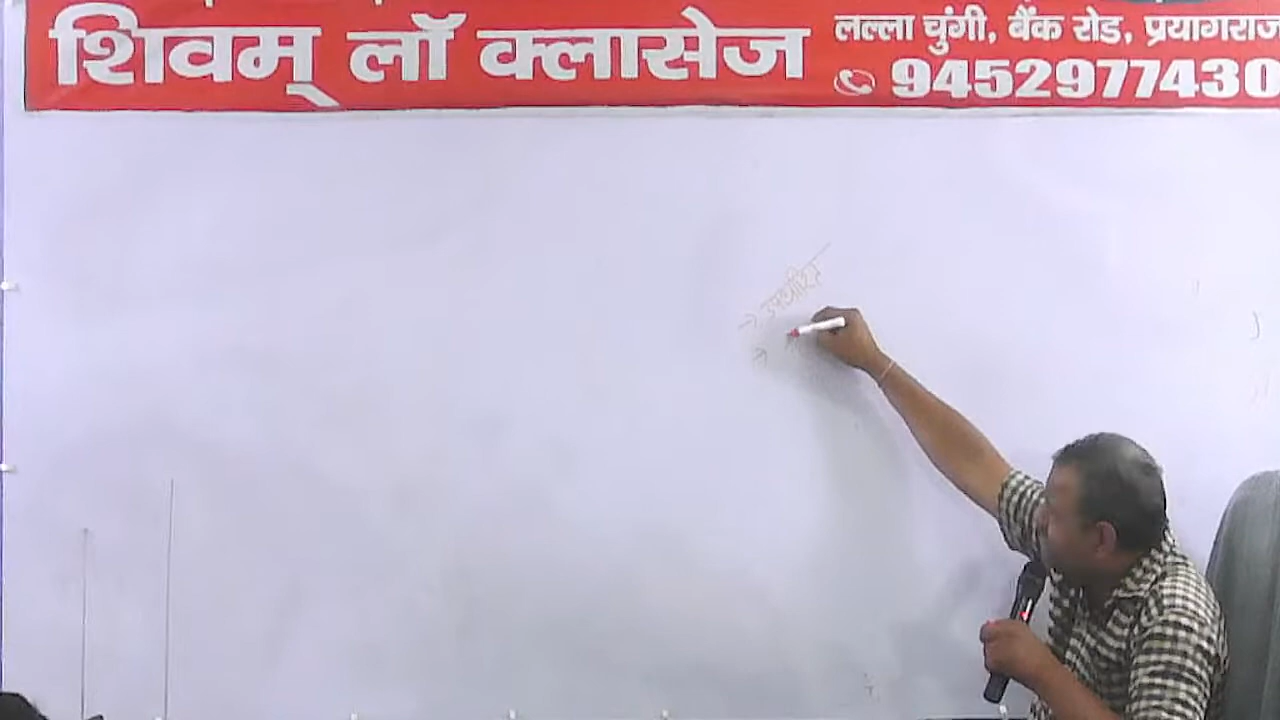 शिवम् लॉ क्लासेज
लल्ला चुंगी, बैंक रोड, प्रयागराज
9452977430